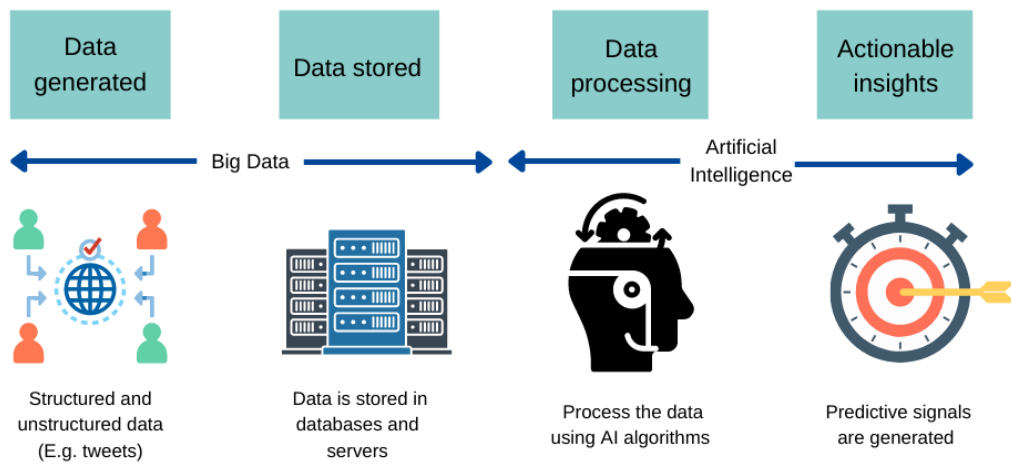 Data
generated
Data stored
Data
processing
Actionable
insights
Big Data
Artificial
Intelligence
Structured and
unstructured data
(E.g. tweets)
Data is stored in
databases and
servers
Process the data
using AI algorithms
Predictive signals
are generated